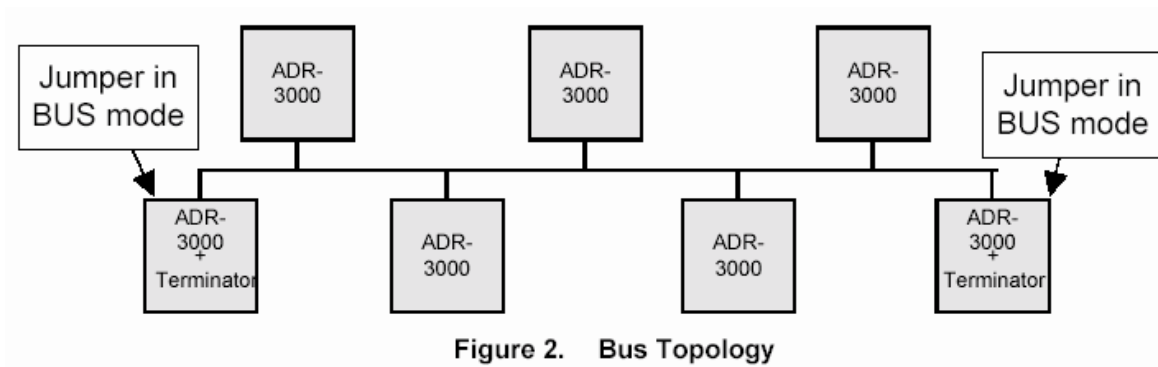 Jumper in
BUS mode
ADR-
3000
ADR-
3000
ADR-
3000
Jumper in
BUS mode
ADR-
3000
+
Terminator
ADR-
3000
ADR-
3000
ADR-
3000
+
Terminator
Figure 2. Bus Topology